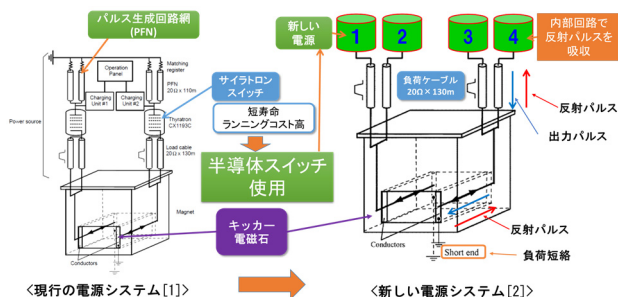 パルス生成回路網
(PFN)
Matching
register
Operation
Panel
PFN
20Ω x 110m
Charging
Unit #1
Charging
Unit #2
Power source
Thyratron
CX1193C
Load cable
20Ω x 130m
Magnet
Conductors
サイラトロン
スイッチ
短寿命
ランニングコスト高
半導体スイッチ
使用
キッカー
電磁石
<現行の電源システム[1]>
新しい
電源
1
2
3
4
内部回路で
反射パルスを
吸収
負荷ケーブル
20Ω×130m
反射パルス
出力パルス
反射パルス
Conductors
Short end
負荷短絡
<新しい電源システム[2]>